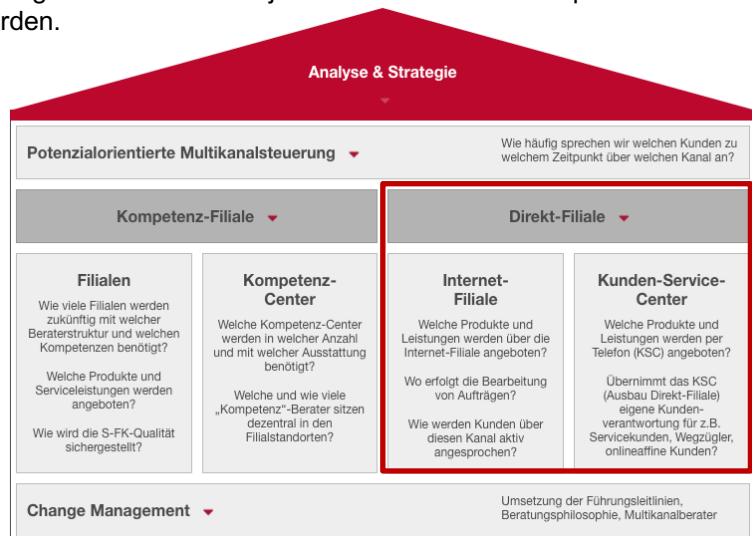 rden.
Analyse & Strategie
Potenzialorientierte Multikanalsteuerung
Wie häufig sprechen wir welchen Kunden zu
welchem Zeitpunkt über welchen Kanal an?
Kompetenz-Filiale
Direkt-Filiale
Filialen
Wie viele Filialen werden
zukünftig mit welcher
Beraterstruktur und welchen
Kompetenzen benötigt?
Welche Produkte und
Serviceleistungen werden
angeboten?
Wie wird die S-FK-Qualität
sichergestellt?
Kompetenz-
Center
Welche Kompetenz-Center
werden in welcher Anzahl
und mit welcher Ausstattung
benötigt?
Welche und wie viele
„Kompetenz"-Berater sitzen
dezentral in den
Filialstandorten?
Internet-
Filiale
Welche Produkte und
Leistungen werden über die
Internet-Filiale angeboten?
Wo erfolgt die Bearbeitung
von Aufträgen?
Wie werden Kunden über
diesen Kanal aktiv
angesprochen?
Kunden-Service-
Center
Welche Produkte und
Leistungen werden per
Telefon (KSC) angeboten?
Übernimmt das KSC
(Ausbau Direkt-Filiale)
eigene Kunden-
verantwortung für z.B.
Servicekunden, Wegzügler,
onlineaffine Kunden?
Change Management
Umsetzung der Führungsleitlinien,
Beratungsphilosophie, Multikanalberater